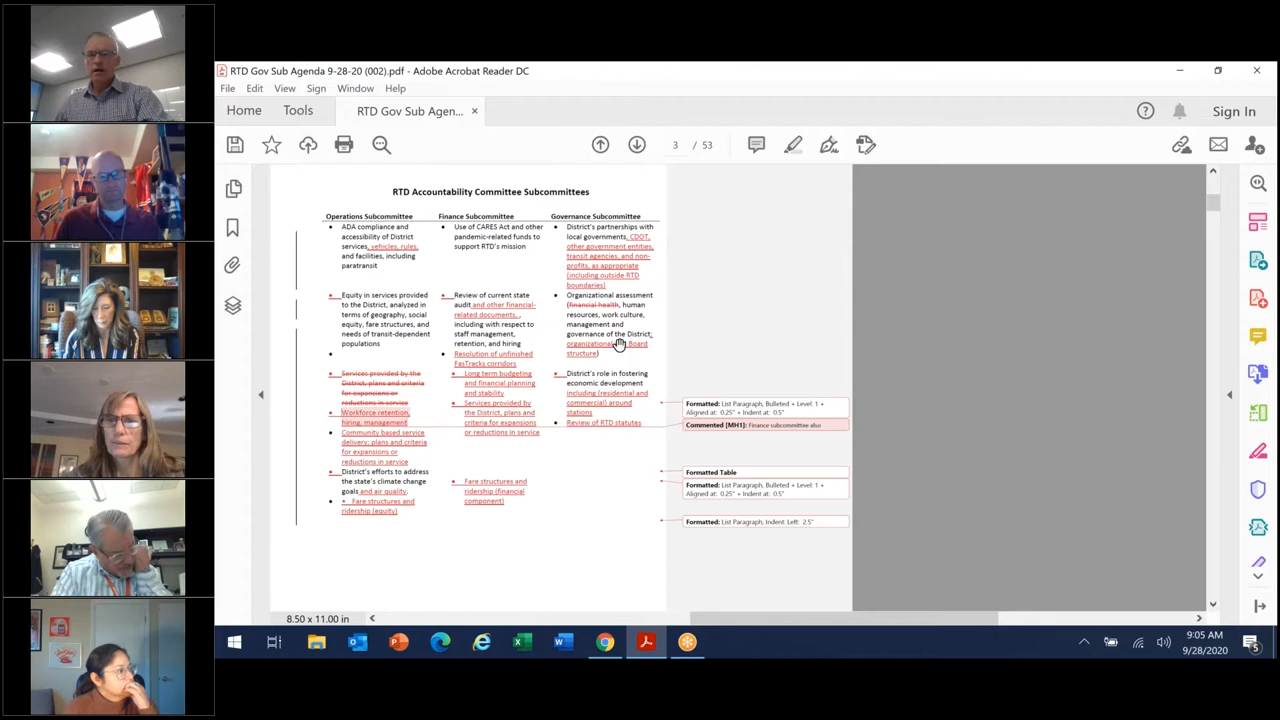 RTD Gov Sub Agenda 9-28-20 (002).pdf - Adobe Acrobat Reader DC
File Edit View Sign Window Help
Home Tools RTD Gov Sub Agen... × Sign In
3 / 53
RTD Accountability Committee Subcommittees
Operations Subcommittee
• ADA compliance and
accessibility of District
services, vehicles, rules,
and facilities, including
paratransit
• Equity in services provided
to the District, analyzed in
terms of geography, social
equity, fare structures, and
needs of transit-dependent
populations
•
• Services provided by the
District, plans and criteria
for expansions or
reductions in service
• Workforce retention,
hiring, management
• Community based service
delivery; plans and criteria
for expansions or
reductions in service
• District's efforts to address
the state's climate change
goals and air quality.
• • Fare structures and
ridership (equity)
Finance Subcommittee
• Use of CARES Act and other
pandemic-related funds to
support RTD's mission
• Review of current state
audit and other financial-
related documents, ,
including with respect to
staff management,
retention, and hiring
• Resolution of unfinished
FasTracks corridors
• Long term budgeting
and financial planning
and stability
• Services provided by
the District, plans and
criteria for expansions
or reductions in service
• Fare structures and
ridership (financial
component)
Governance Subcommittee
• District's partnerships with
local governments, CDOT,
other government entities,
transit agencies, and non-
profits, as appropriate
(including outside RTD
boundaries)
• Organizational assessment
(financial health, human
resources, work culture,
management and
governance of the District;
organizational Board
structure)
• District's role in fostering
economic development
including (residential and
commercial) around
stations
• Review of RTD statutes
Formatted: List Paragraph, Bulleted + Level: 1 +
Aligned at: 0.25" + Indent at: 0.5"
Commented [MH1]: Finance subcommittee also
Formatted Table
Formatted: List Paragraph, Bulleted + Level: 1 +
Aligned at: 0.25" + Indent at: 0.5"
Formatted: List Paragraph, Indent: Left: 2.5"
8.50 x 11.00 in
9:05 AM
9/28/2020
5